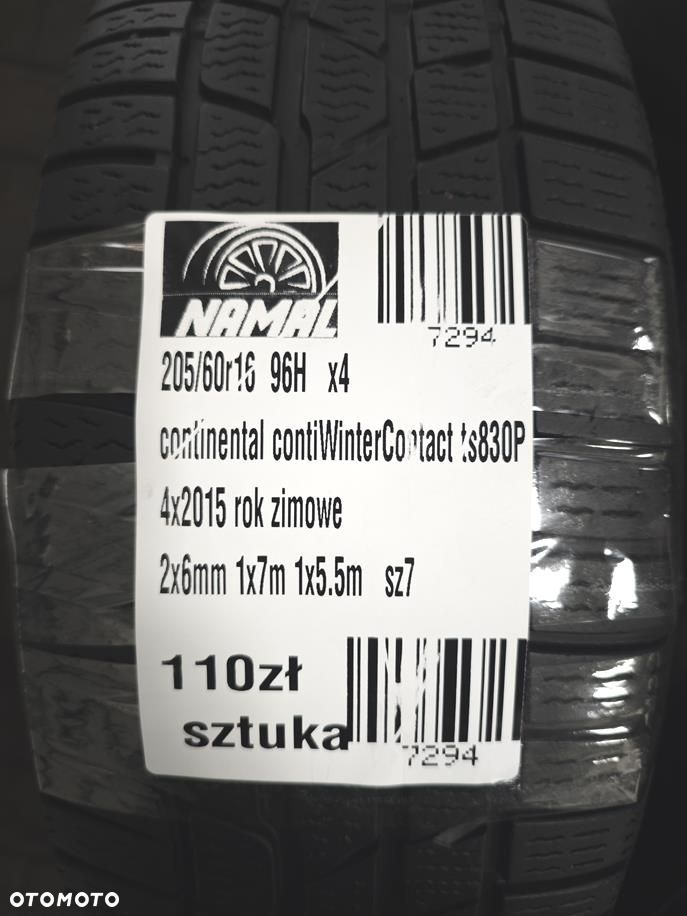 NAMAL
7294
205/60r16 96H x4
continental contiWinterContact ts830P
4x2015 rok zimowe
2x6mm 1x7m 1x5.5m sz7
110zł
sztuka
7294
OTOMOTO